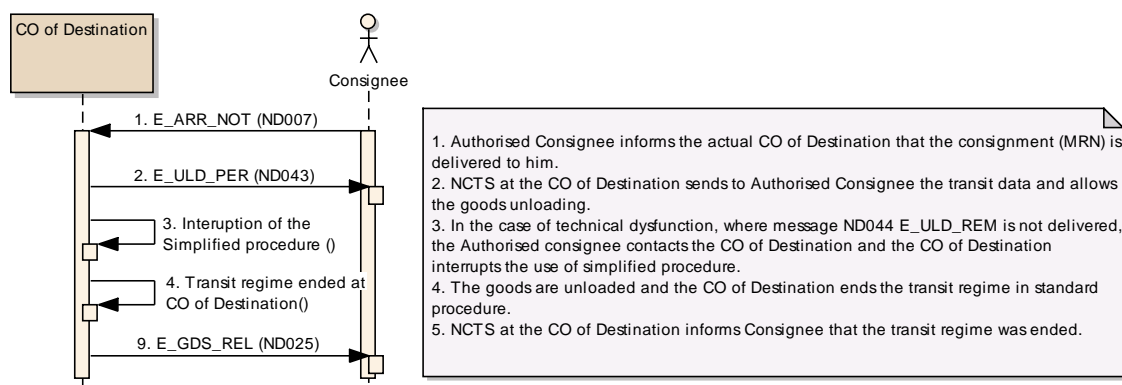 CO of Destination
Consignee
1. E_ARR_NOT (ND007)
2. E_ULD_PER (ND043)
3. Interuption of the
Simplified procedure ()
4. Transit regime ended at
CO of Destination()
9. E_GDS_REL (ND025)
1. Authorised Consignee informs the actual CO of Destination that the consignment (MRN) is
delivered to him.
2. NCTS at the CO of Destination sends to Authorised Consignee the transit data and allows
the goods unloading.
3. In the case of technical dysfunction, where message ND044 E_ULD_REM is not delivered,
the Authorised consignee contacts the CO of Destination and the CO of Destination
interrupts the use of simplified procedure.
4. The goods are unloaded and the CO of Destination ends the transit regime in standard
procedure.
5. NCTS at the CO of Destination informs Consignee that the transit regime was ended.